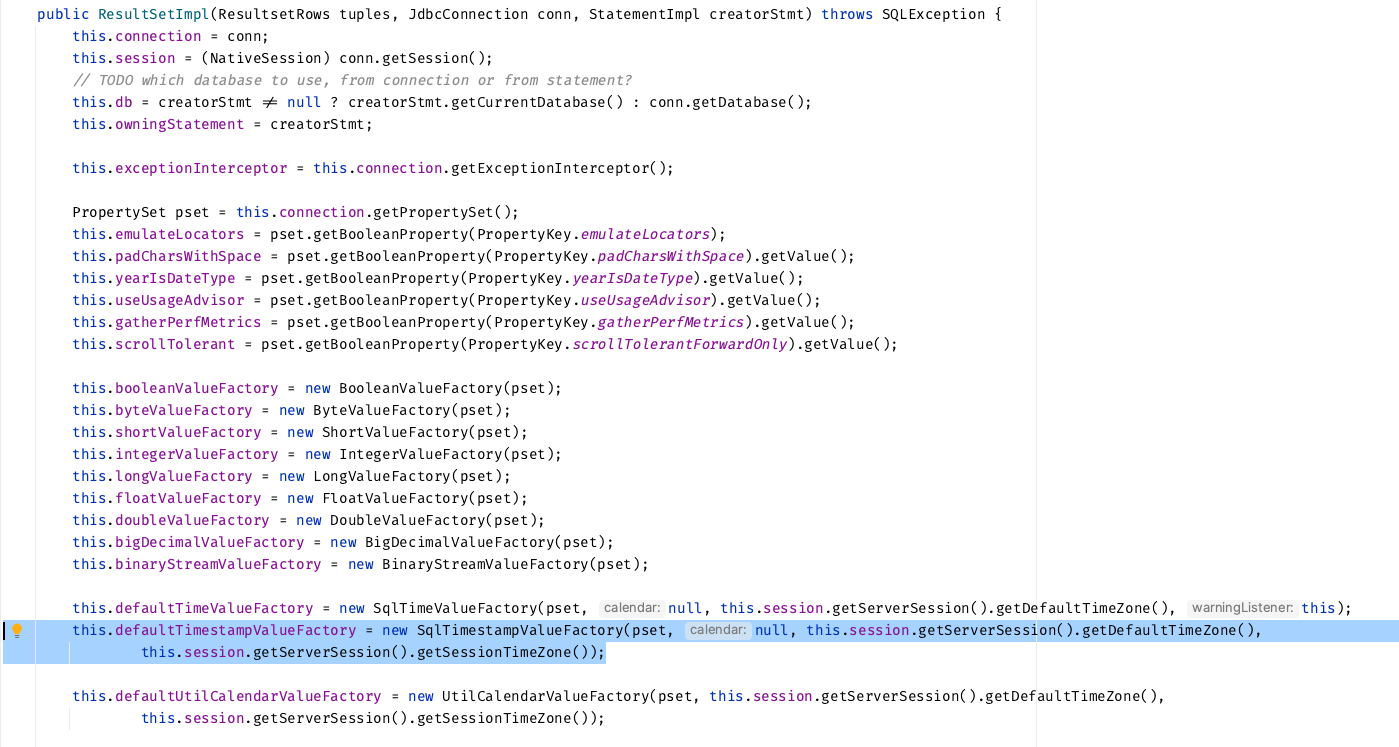 public ResultSetImpl(ResultsetRows tuples, JdbcConnection conn, StatementImpl creatorStmt) throws SQLException {
this.connection = conn;
this.session = (NativeSession) conn.getSession();
// TODO which database to use, from connection or from statement?
this.db = creatorStmt ≠ null ? creatorStmt.getCurrentDatabase() : conn.getDatabase();
this.owningStatement = creatorStmt;
this.exceptionInterceptor = this.connection.getExceptionInterceptor();
PropertySet pset = this.connection.getPropertySet();
this.emulateLocators = pset.getBooleanProperty(PropertyKey.emulateLocators);
this.padCharsWithSpace = pset.getBooleanProperty(PropertyKey.padCharsWithSpace).getValue();
this.yearIsDateType = pset.getBooleanProperty(PropertyKey.yearIsDateType).getValue();
this.useUsageAdvisor = pset.getBooleanProperty(PropertyKey.useUsageAdvisor).getValue();
this.gatherPerfMetrics = pset.getBooleanProperty(PropertyKey.gatherPerfMetrics).getValue();
this.scrollTolerant = pset.getBooleanProperty(PropertyKey.scrollTolerantForwardOnly).getValue();
this.booleanValueFactory = new BooleanValueFactory(pset);
this.byteValueFactory = new ByteValueFactory(pset);
this.shortValueFactory = new ShortValueFactory(pset);
this.integerValueFactory = new IntegerValueFactory(pset);
this.longValueFactory = new LongValueFactory(pset);
this.floatValueFactory = new FloatValueFactory(pset);
this.doubleValueFactory = new DoubleValueFactory(pset);
this.bigDecimalValueFactory = new BigDecimalValueFactory(pset);
this.binaryStreamValueFactory = new BinaryStreamValueFactory(pset);
this.defaultTimeValueFactory = new SqlTimeValueFactory(pset, calendar: null, this.session.getServerSession().getDefaultTimeZone(), warningListener: this);
this.defaultTimestampValueFactory = new SqlTimestampValueFactory(pset, calendar: null, this.session.getServerSession().getDefaultTimeZone(),
this.session.getServerSession().getSessionTimeZone());
this.defaultUtilCalendarValueFactory = new UtilCalendarValueFactory(pset, this.session.getServerSession().getDefaultTimeZone(),
this.session.getServerSession().getSessionTimeZone());